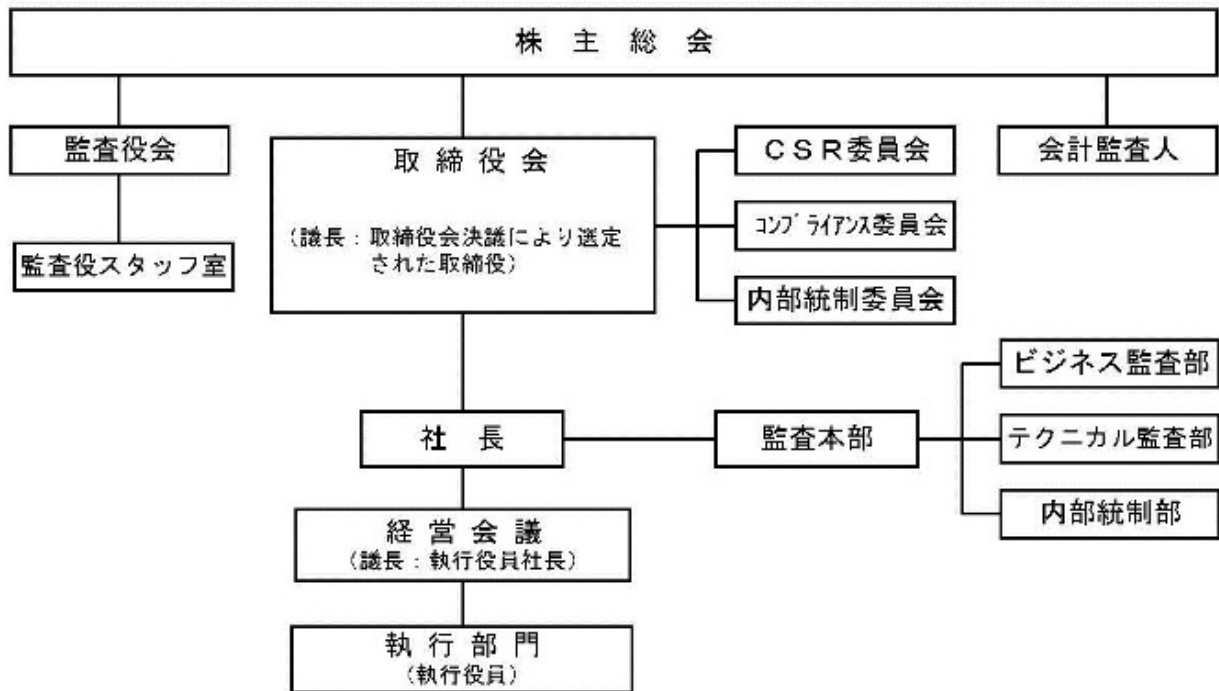 株主総会
監査役会
取締役会
(議長:取締役会決議により選定
された取締役)
CSR委員会
会計監査人
コンプライアンス委員会
監査役スタッフ室
内部統制委員会
ビジネス監査部
社長
監査本部
テクニカル監査部
内部統制部
経営会議
(議長:執行役員社長)
執行部門
(執行役員)